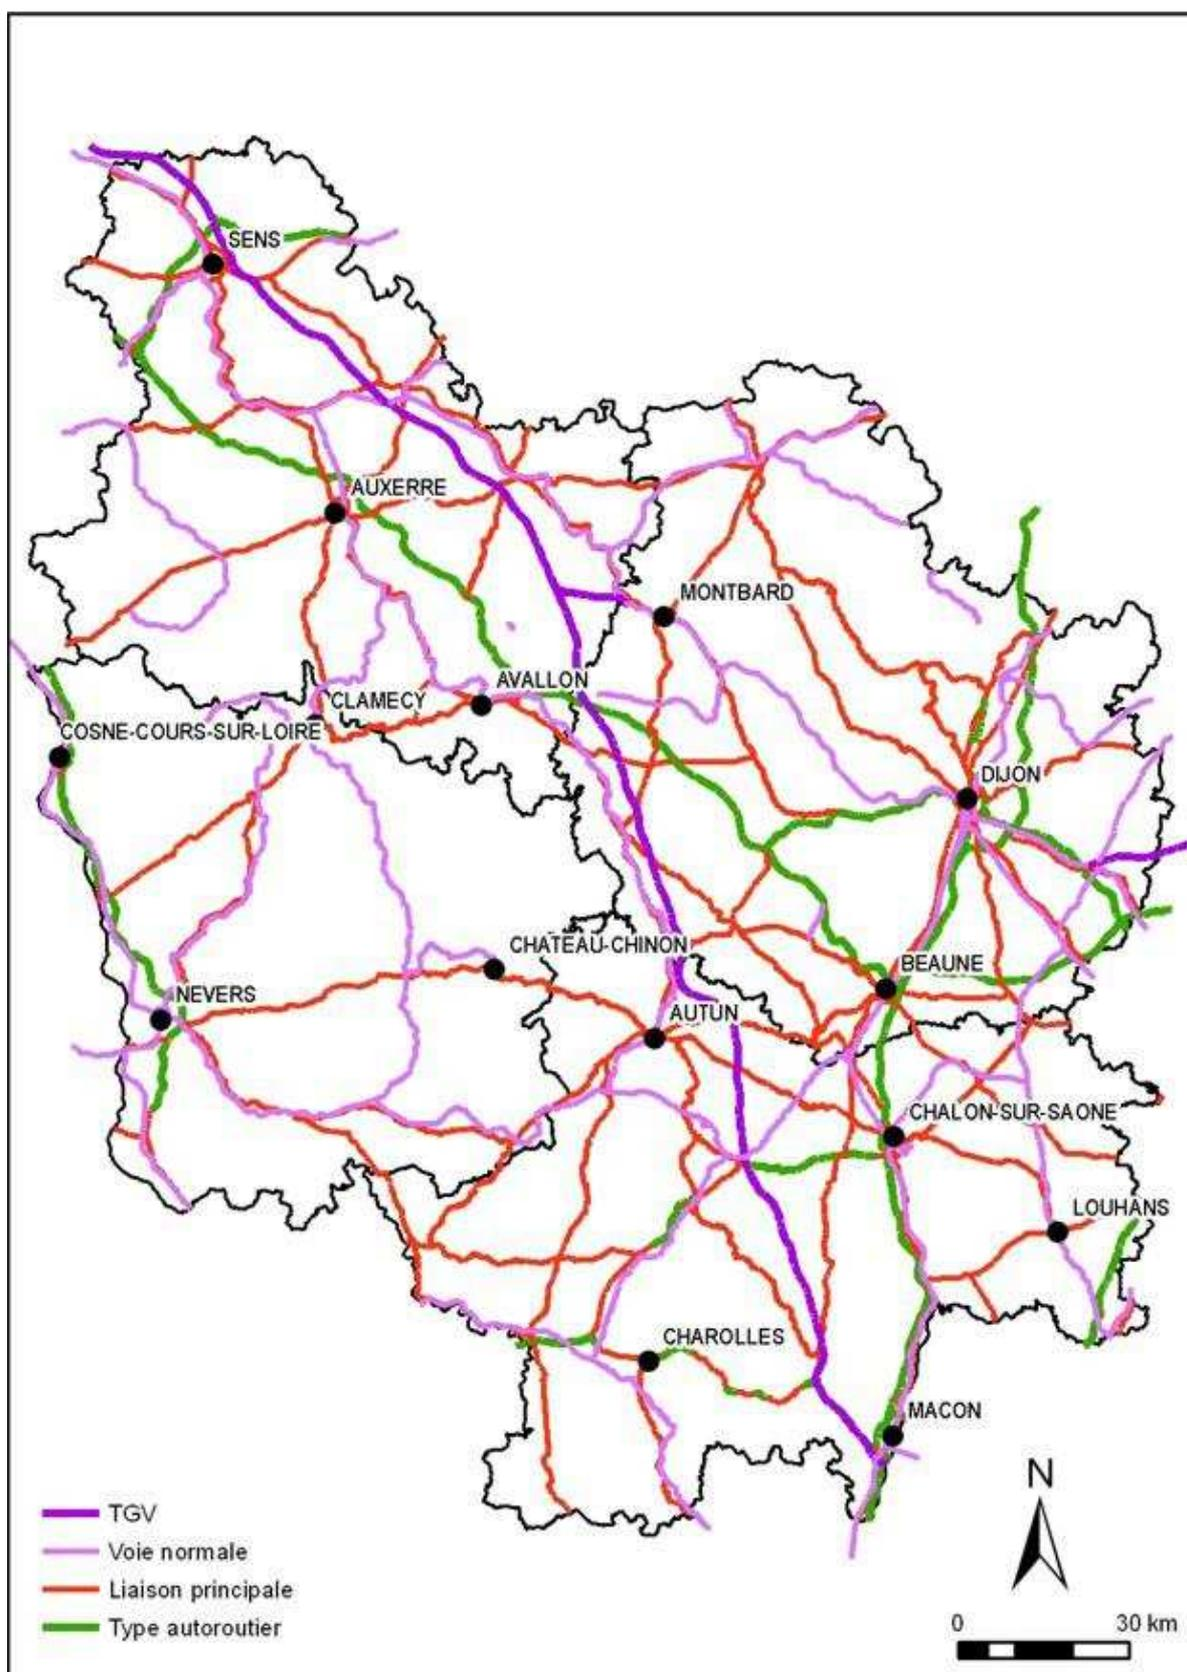 SENS
AUXERRE
MONTBARD
AVALLON
CLAMECY
COSNE-COURS-SUR-LOIRE
DIJON
CHATEAU-CHINON
BEAUNE
NEVERS
AUTUN
CHALON-SUR-SAONE
LOUHANS
CHAROLLES
MACON
N
TGV
Voie normale
Liaison principale
Type autoroutier
0 30 km